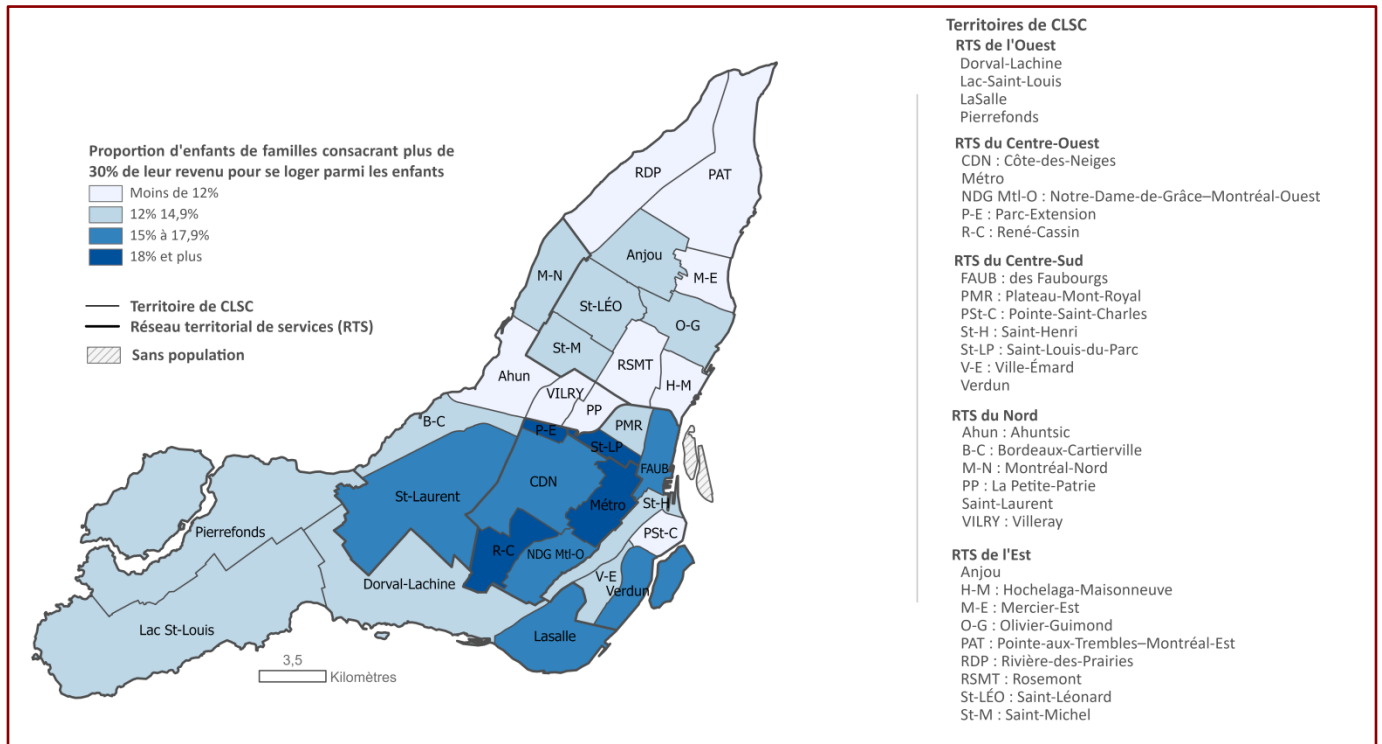 Proportion d'enfants de familles consacrant plus de
30% de leur revenu pour se loger parmi les enfants
Moins de 12%
12% 14,9%
15% à 17,9%
18% et plus
Territoire de CLSC
Réseau territorial de services (RTS)
Sans population
RDP
PAT
Anjou
M-E
M-N
St-LÉO
O-G
St-M
RSMT
Ahun
H-M
VILRY
PP
B-C
PMR
P-E
St-LP
FAUB
CDN
St-Laurent
Métro
St-H
Pierrefonds
PSt-C
R-C
NDG Mtl-O
V-E
Dorval-Lachine
Verdun
Lac St-Louis
Lasalle
3,5
Kilomètres
Territoires de CLSC
RTS de l'Ouest
Dorval-Lachine
Lac-Saint-Louis
LaSalle
Pierrefonds
RTS du Centre-Ouest
CDN : Côte-des-Neiges
Métro
NDG Mtl-O : Notre-Dame-de-Grâce–Montréal-Ouest
P-E : Parc-Extension
R-C : René-Cassin
RTS du Centre-Sud
FAUB : des Faubourgs
PMR : Plateau-Mont-Royal
PSt-C : Pointe-Saint-Charles
St-H : Saint-Henri
St-LP : Saint-Louis-du-Parc
V-E : Ville-Émard
Verdun
RTS du Nord
Ahun : Ahuntsic
B-C : Bordeaux-Cartierville
M-N : Montréal-Nord
PP : La Petite-Patrie
Saint-Laurent
VILRY : Villeray
RTS de l'Est
Anjou
H-M : Hochelaga-Maisonneuve
M-E : Mercier-Est
O-G : Olivier-Guimond
PAT : Pointe-aux-Trembles–Montréal-Est
RDP : Rivière-des-Prairies
RSMT : Rosemont
St-LÉO : Saint-Léonard
St-M : Saint-Michel